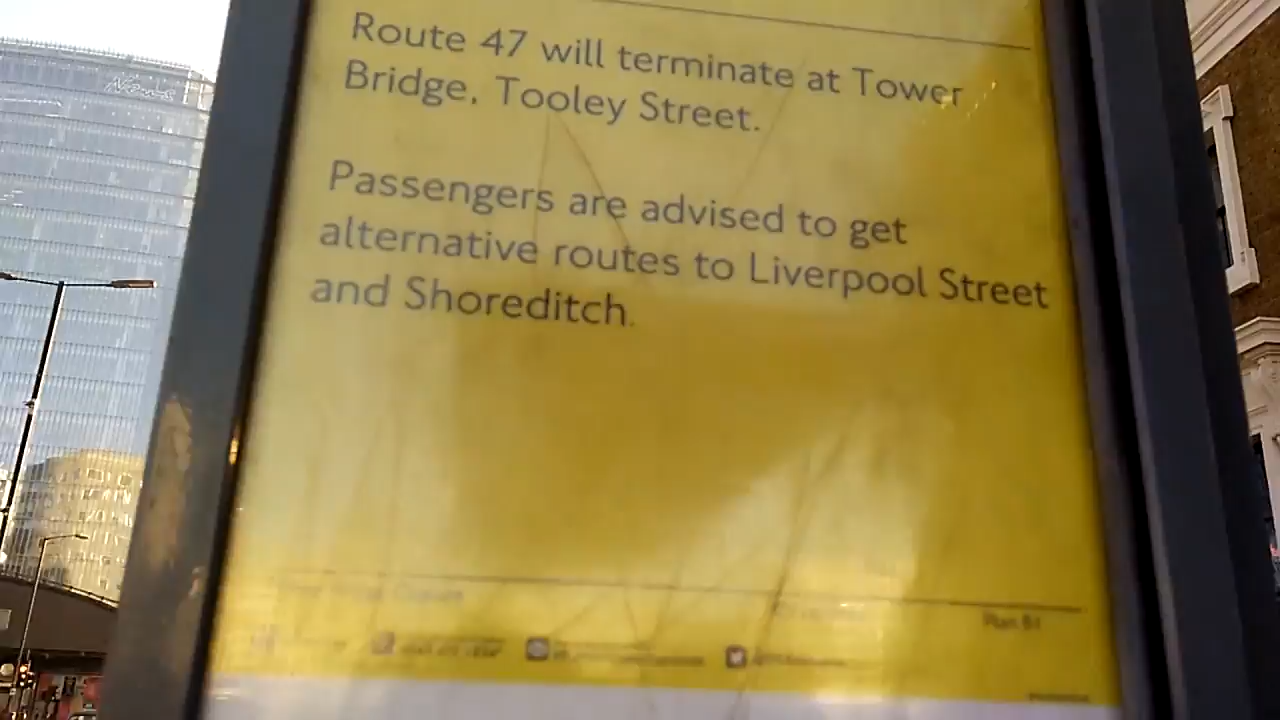 Route 47 will terminate at Tower
Bridge, Tooley Street.
Passengers are advised to get
alternative routes to Liverpool Street
and Shoreditch.
News